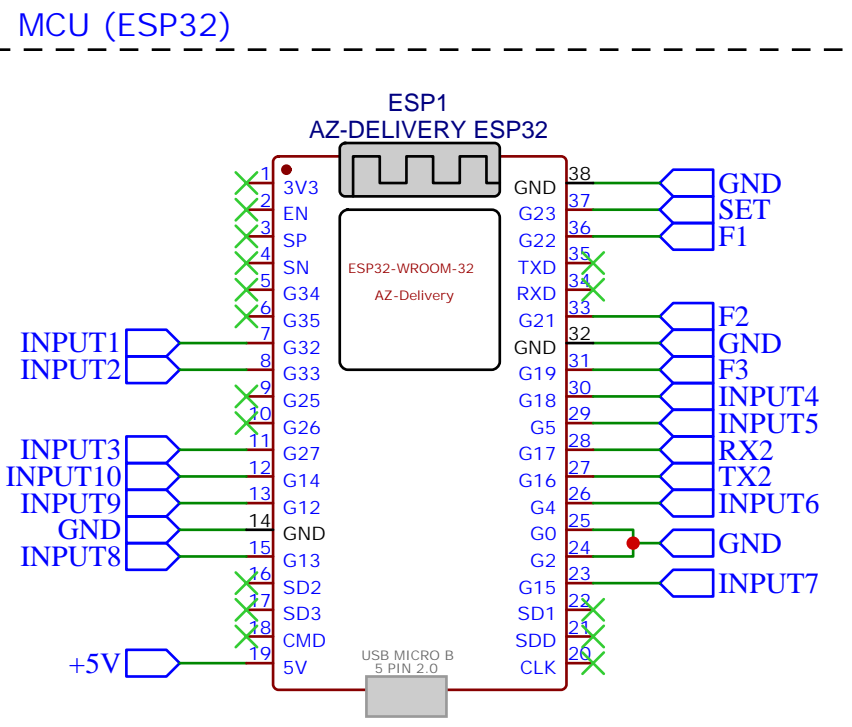 MCU (ESP32)
ESP1
AZ-DELIVERY ESP32
ESP32-WROOM-32
AZ-Delivery
1 3V3 GND 38 GND
2 EN G23 37 SET
3 SP G22 36 F1
4 SN TXD 35
5 G34 RXD 34
6 G35 G21 33 F2
INPUT1 7 G32 GND 32 GND
INPUT2 8 G33 G19 31 F3
9 G25 G18 30 INPUT4
10 G26 G5 29 INPUT5
INPUT3 11 G27 G17 28 RX2
INPUT10 12 G14 G16 27 TX2
INPUT9 13 G12 G4 26 INPUT6
GND 14 GND G0 25
GND
INPUT8 15 G13 G2 24
16 SD2 G15 23 INPUT7
17 SD3 SD1 22
18 CMD SDD 21
+5V 19 5V CLK 20
USB MICRO B
5 PIN 2.0